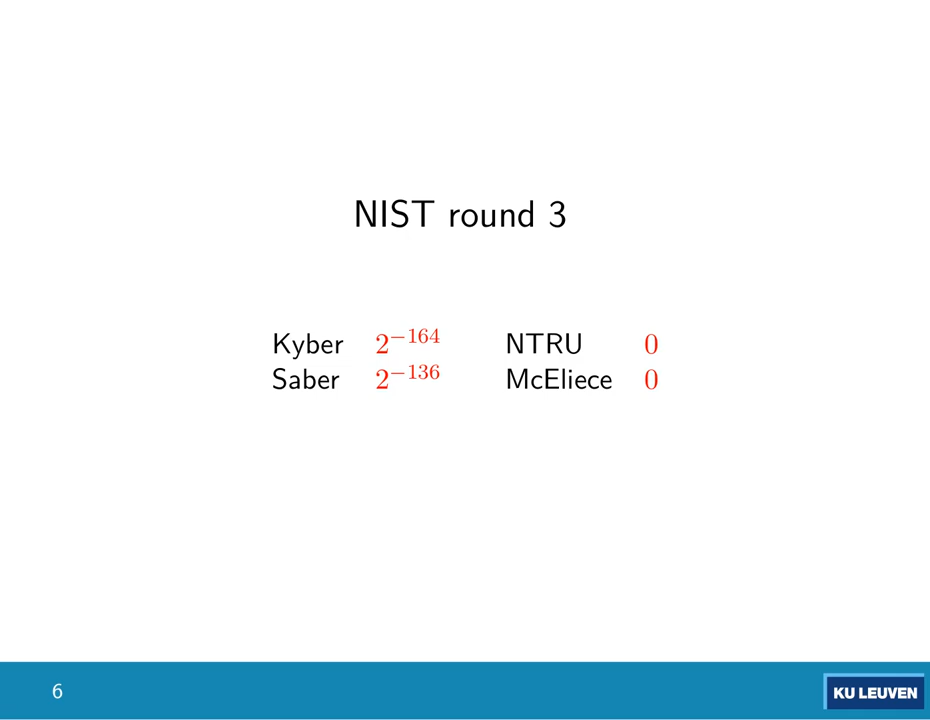 NIST round 3
Kyber 2⁻¹⁶⁴ NTRU 0
Saber 2⁻¹³⁶ McEliece 0
6 KU LEUVEN